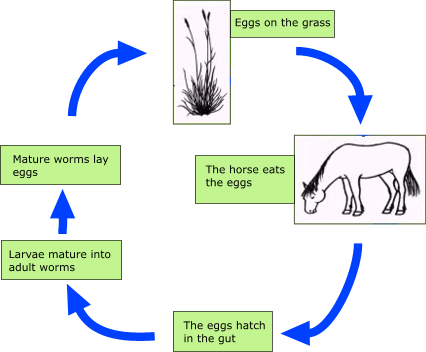 Eggs on the grass
The horse eats
the eggs
The eggs hatch
in the gut
Larvae mature into
adult worms
Mature worms lay
eggs